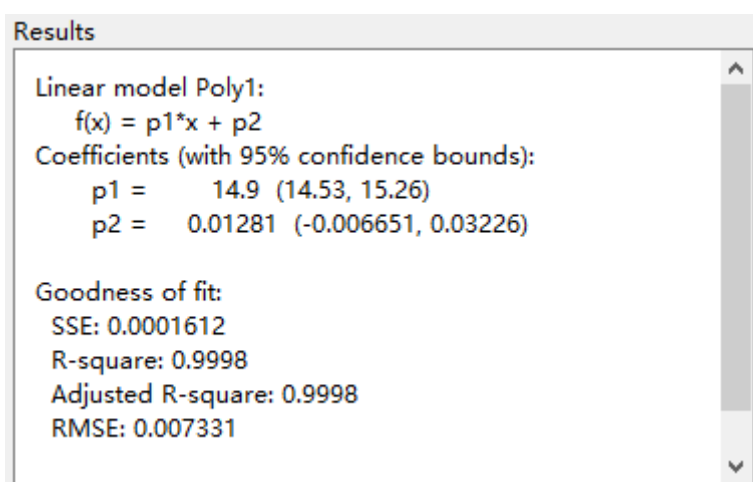 Results
Linear model Poly1:
f(x) = p1*x + p2
Coefficients (with 95% confidence bounds):
p1 = 14.9 (14.53, 15.26)
p2 = 0.01281 (-0.006651, 0.03226)
Goodness of fit:
SSE: 0.0001612
R-square: 0.9998
Adjusted R-square: 0.9998
RMSE: 0.007331